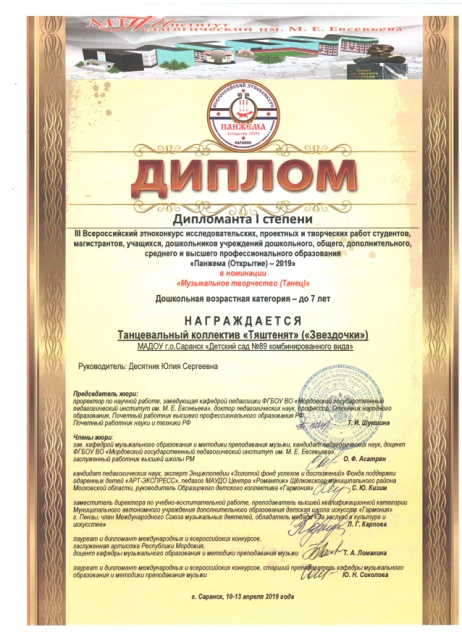 МГПИ институт
педагогический им. М. Е. Евсевьева
ПАНЖЕМА
САРАНСК
ДИПЛОМ
Дипломанта I степени
III Всероссийский этноконкурс исследовательских, проектных и творческих работ студентов,
магистрантов, учащихся, дошкольников учреждений дошкольного, общего, дополнительного,
среднего и высшего профессионального образования
«Панжема (Открытие) – 2019»
в номинации
«Музыкальное творчество (Танец)»
Дошкольная возрастная категория – до 7 лет
НАГРАЖДАЕТСЯ
Танцевальный коллектив «Тяштенят» («Звездочки»)
МАДОУ г.о.Саранск «Детский сад №89 комбинированного вида»
Руководитель: Десятник Юлия Сергеевна
Председатель жюри:
проректор по научной работе, заведующая кафедрой педагогики ФГБОУ ВО «Мордовский государственный
педагогический институт им. М. Е. Евсевьева», доктор педагогических наук, профессор, Отличник народного
образования, Почетный работник высшего профессионального образования РФ,
Почетный работник науки и техники РФ Т. И. Шукшина
Члены жюри:
зав. кафедрой музыкального образования и методики преподавания музыки, кандидат педагогических наук, доцент
ФГБОУ ВО «Мордовский государственный педагогический институт им. М. Е. Евсевьева»,
заслуженный работник высшей школы РМ О. Ф. Асатрян
кандидат педагогических наук, эксперт Энциклопедии «Золотой фонд успехов и достижений» Фонда поддержки
одаренных детей «АРТ-ЭКСПРЕСС», педагог МАУДО Центра «Романтик» Щёлковского муниципального района
Московской области, руководитель Образцового детского коллектива «Гармония» С. Ю. Кизим
заместитель директора по учебно-воспитательной работе, преподаватель высшей квалификационной категории
Муниципального автономного учреждения дополнительного образования детская школа искусств «Гармония»
г. Пензы, член Международного Союза музыкальных деятелей, обладатель медали «За заслуги в культуре и
искусстве» Л. Г. Карпова
лауреат и дипломант международных и всероссийских конкурсов,
заслуженная артистка Республики Мордовия,
доцент кафедры музыкального образования и методики преподавания музыки Т. А. Ломакина
лауреат и дипломант международных и всероссийских конкурсов, старший преподаватель кафедры музыкального
образования и методики преподавания музыки Ю. Н. Соколова
г. Саранск, 10-13 апреля 2019 года